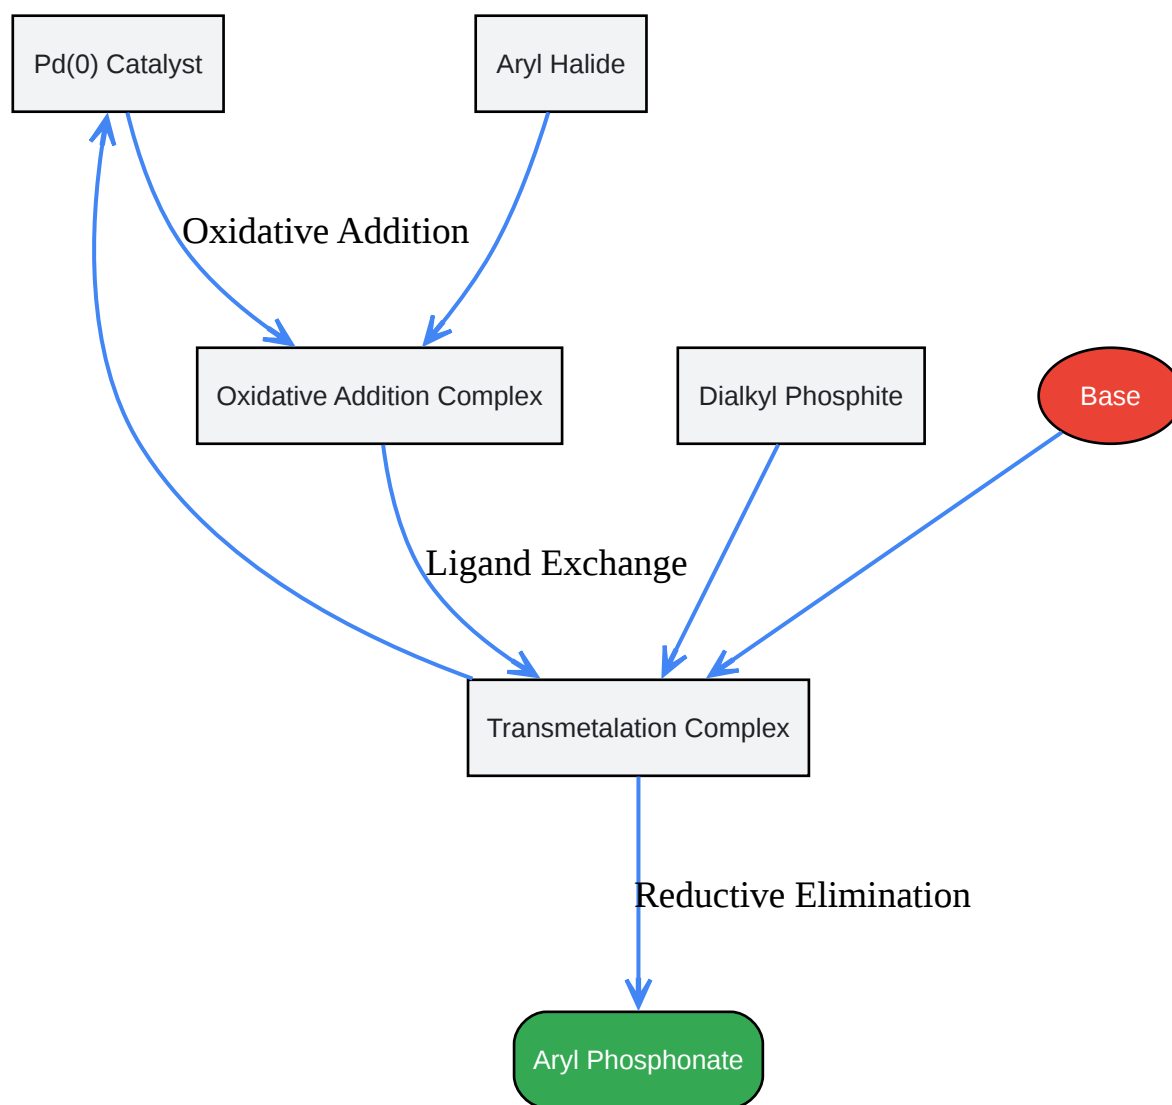 Pd(0) Catalyst
Aryl Halide
Oxidative Addition
Oxidative Addition Complex
Dialkyl Phosphite
Base
Ligand Exchange
Transmetalation Complex
Reductive Elimination
Aryl Phosphonate